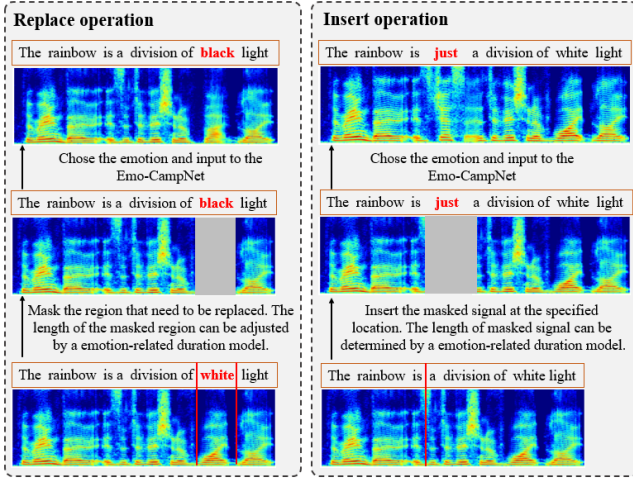 Replace operation
The rainbow is a division of black light
Chose the emotion and input to the
Emo-CampNet
The rainbow is a division of black light
Mask the region that need to be replaced. The
length of the masked region can be adjusted
by a emotion-related duration model.
The rainbow is a division of white light
Insert operation
The rainbow is just a division of white light
Chose the emotion and input to the
Emo-CampNet
The rainbow is just a division of white light
Insert the masked signal at the specified
location. The length of masked signal can be
determined by a emotion-related duration model.
The rainbow is a division of white light